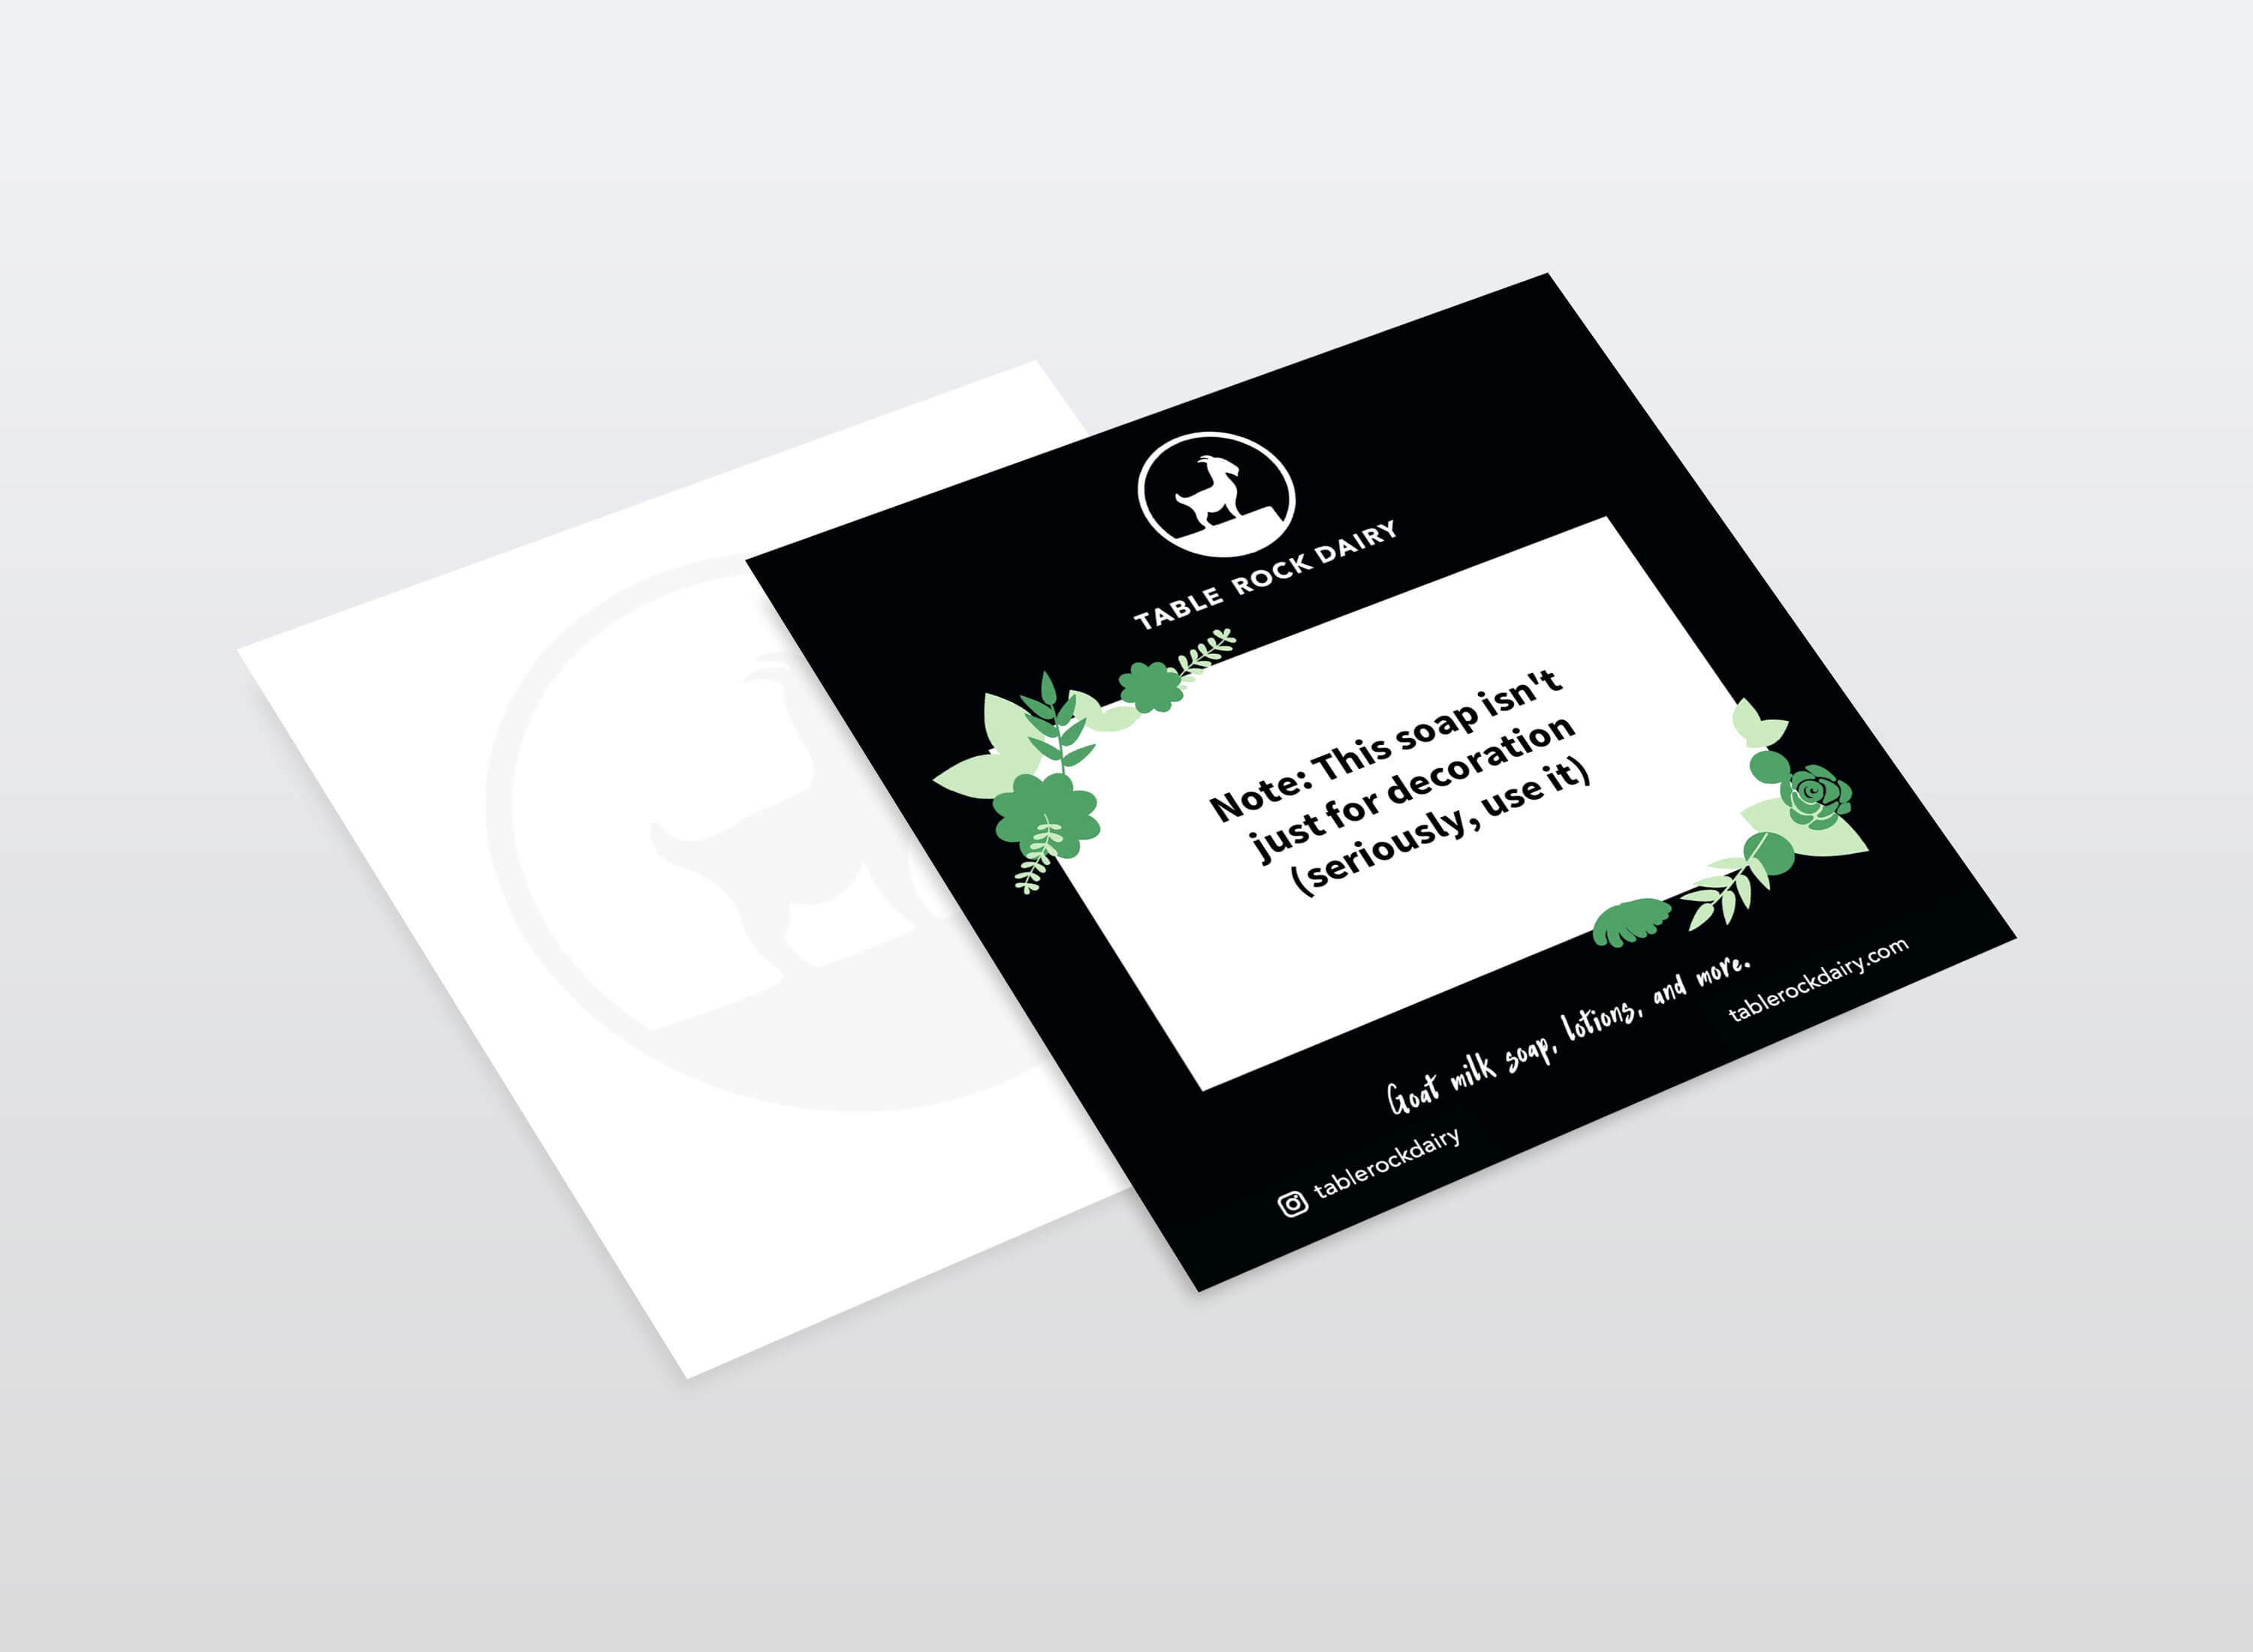 TABLE ROCK DAIRY
Note: This soap isn't
just for decoration
(seriously, use it)
Goat milk soap, lotions, and more.
tablerockdairy
tablerockdairy.com